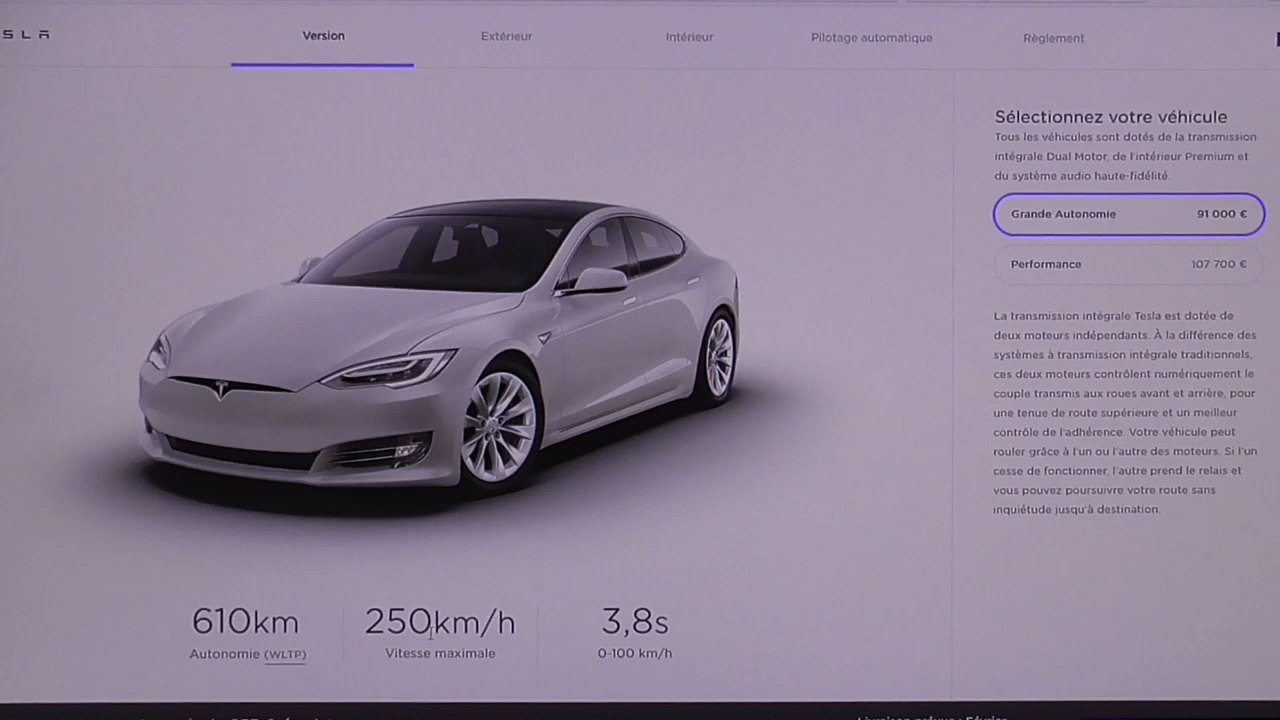 SLA
Version
Extérieur
Intérieur
Pilotage automatique
Règlement
Sélectionnez votre véhicule
Tous les véhicules sont dotés de la transmission
intégrale Dual Motor, de l'intérieur Premium et
du système audio haute-fidélité.
Grande Autonomie 91 000 €
Performance 107 700 €
La transmission intégrale Tesla est dotée de
deux moteurs indépendants. À la différence des
systèmes à transmission intégrale traditionnels,
ces deux moteurs contrôlent numériquement le
couple transmis aux roues avant et arrière, pour
une tenue de route supérieure et un meilleur
contrôle de l'adhérence. Votre véhicule peut
rouler grâce à l'un ou l'autre des moteurs. Si l'un
cesse de fonctionner, l'autre prend le relais et
vous pouvez poursuivre votre route sans
inquiétude jusqu'à destination.
610km
Autonomie (WLTP)
250km/h
Vitesse maximale
3,8s
0-100 km/h